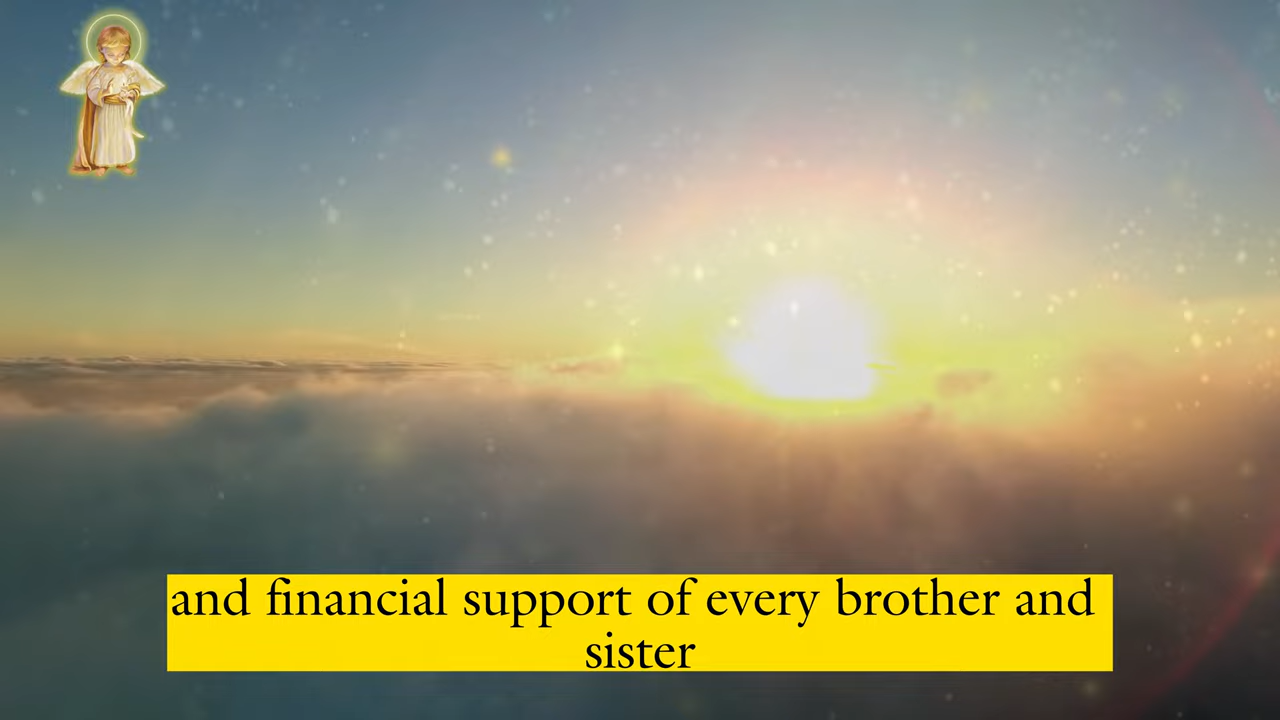 and financial support of every brother and
sister